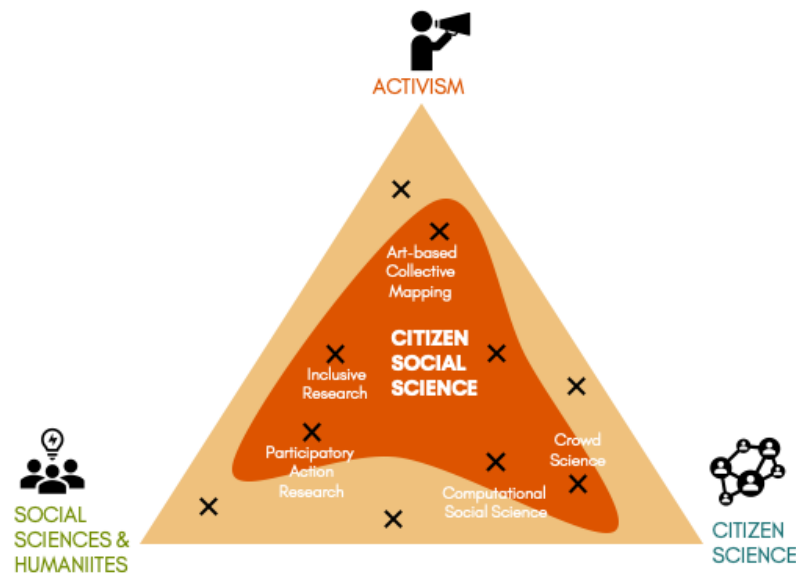 ACTIVISM
Art-based
Collective
Mapping
CITIZEN
SOCIAL
SCIENCE
Inclusive
Research
Participatory
Action
Research
Crowd
Science
Computational
Social Science
SOCIAL
SCIENCES &
HUMANIITES
CITIZEN
SCIENCE